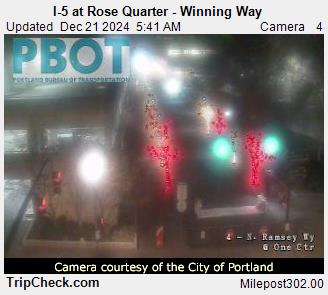 I-5 at Rose Quarter - Winning Way
Updated Dec 21 2024 5:41 AM Camera 4
PBOT
PORTLAND BUREAU OF TRANSPORTATION
4 - N. Ramsey Wy
@ One Ctr
Camera courtesy of the City of Portland
TripCheck.com Milepost302.00